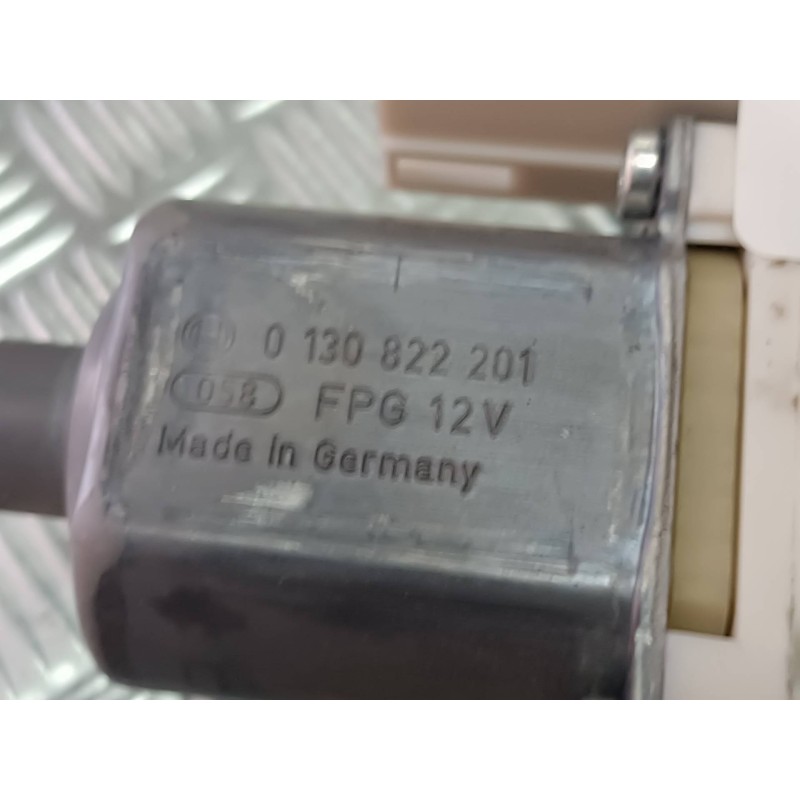 0 130 822 201
058 FPG 12V
Made in Germany